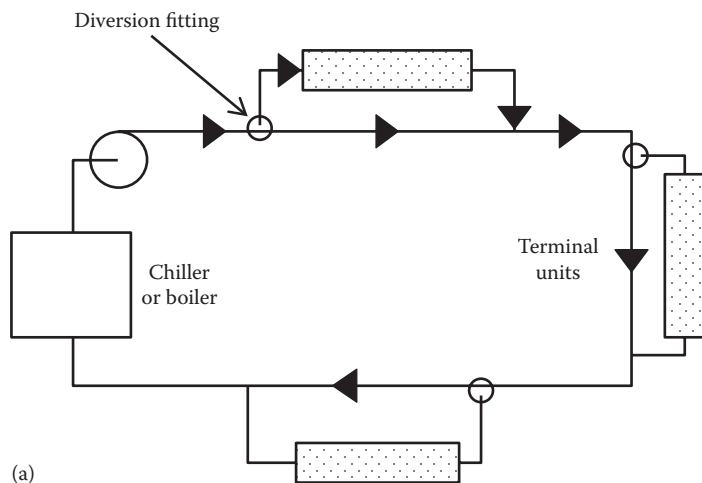 Diversion fitting
Chiller
or boiler
Terminal
units
(a)